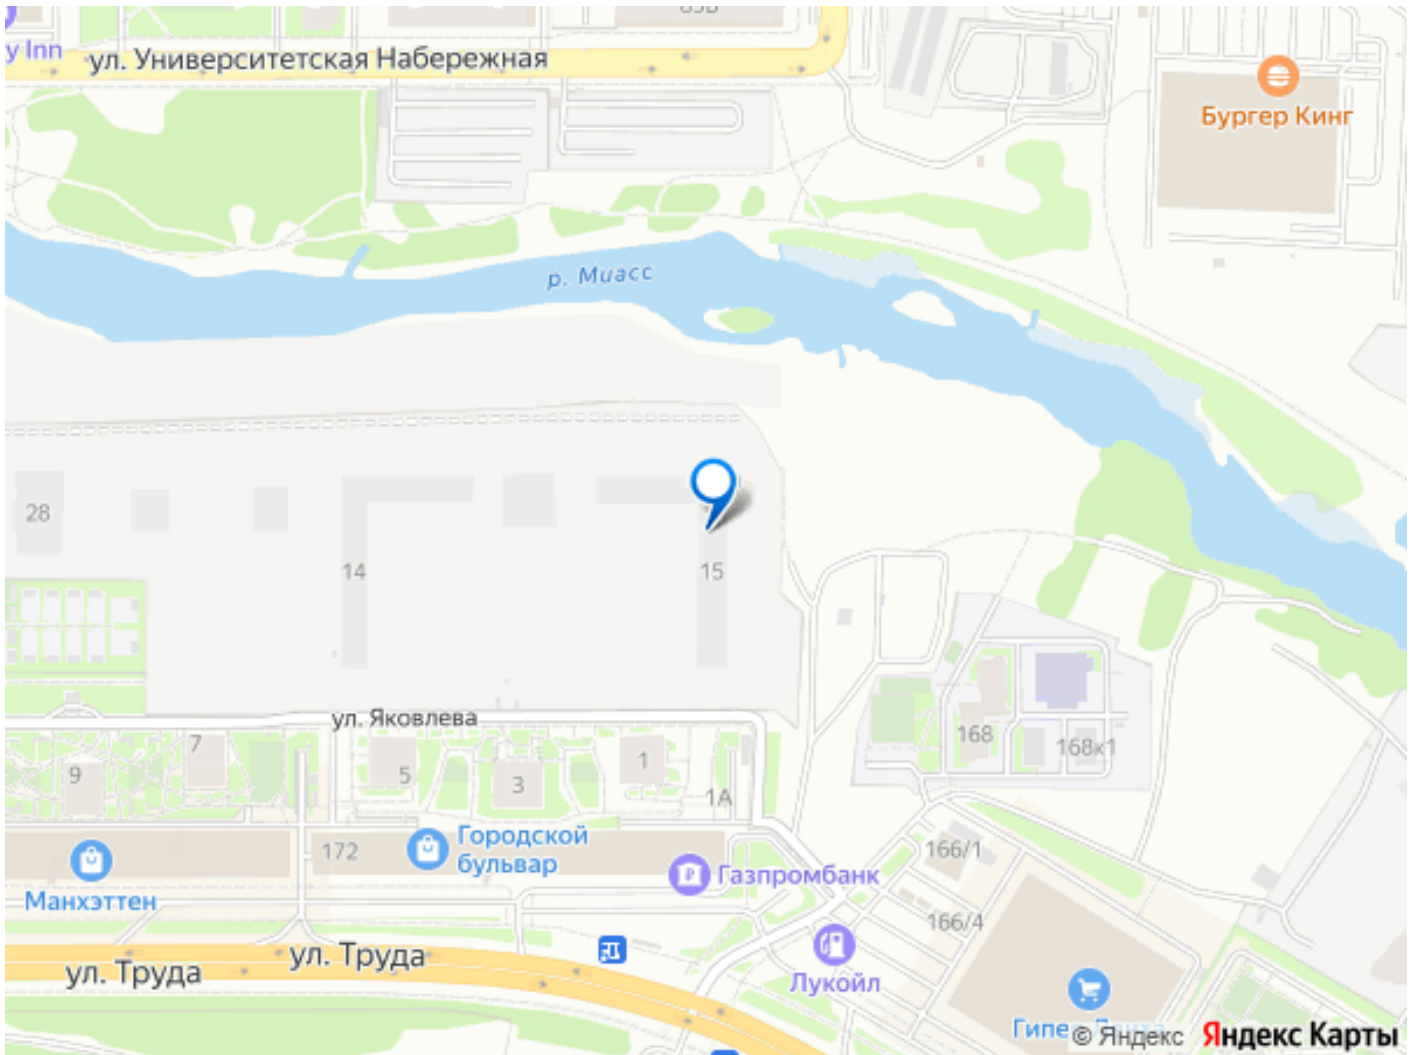 y Inn
ул. Университетская Набережная
Бургер Кинг
р. Миасс
28
14
15
ул. Яковлева
7
9
5
3
1
1А
168
168к1
172
Городской
бульвар
Манхэттен
Газпромбанк
166/1
166/4
Лукойл
ул. Труда
ул. Труда
© Яндекс
Яндекс Карты